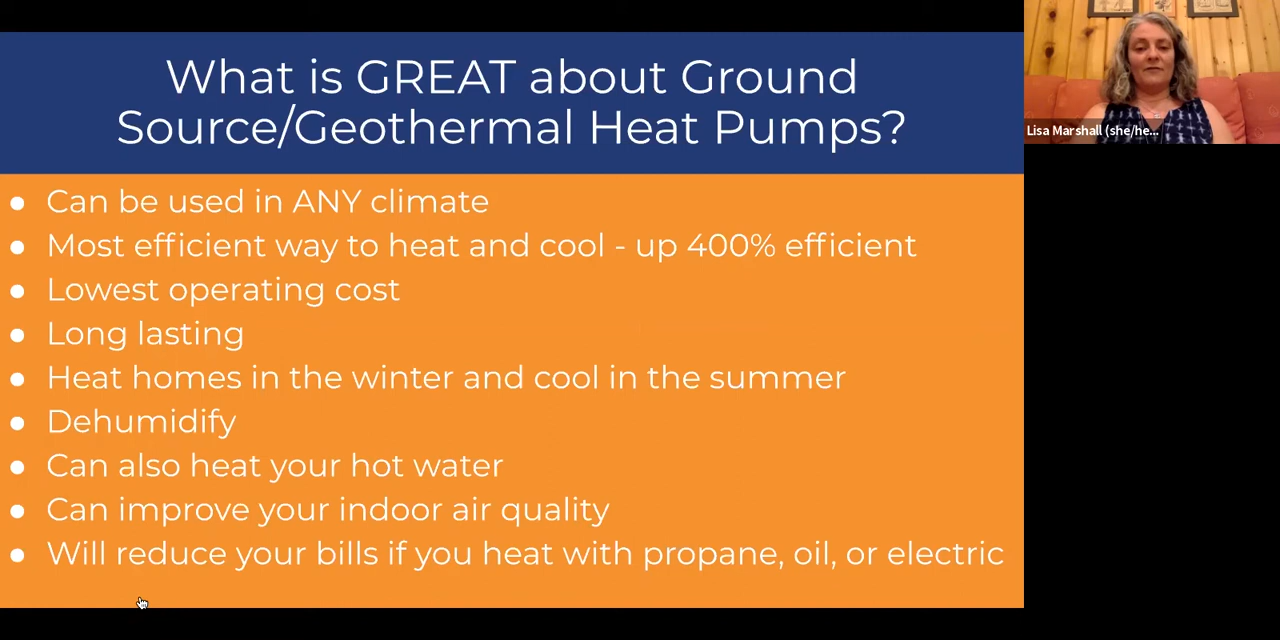 What is GREAT about Ground
Source/Geothermal Heat Pumps?
● Can be used in ANY climate
● Most efficient way to heat and cool - up 400% efficient
● Lowest operating cost
● Long lasting
● Heat homes in the winter and cool in the summer
● Dehumidify
● Can also heat your hot water
● Can improve your indoor air quality
● Will reduce your bills if you heat with propane, oil, or electric
Lisa Marshall (she/he...